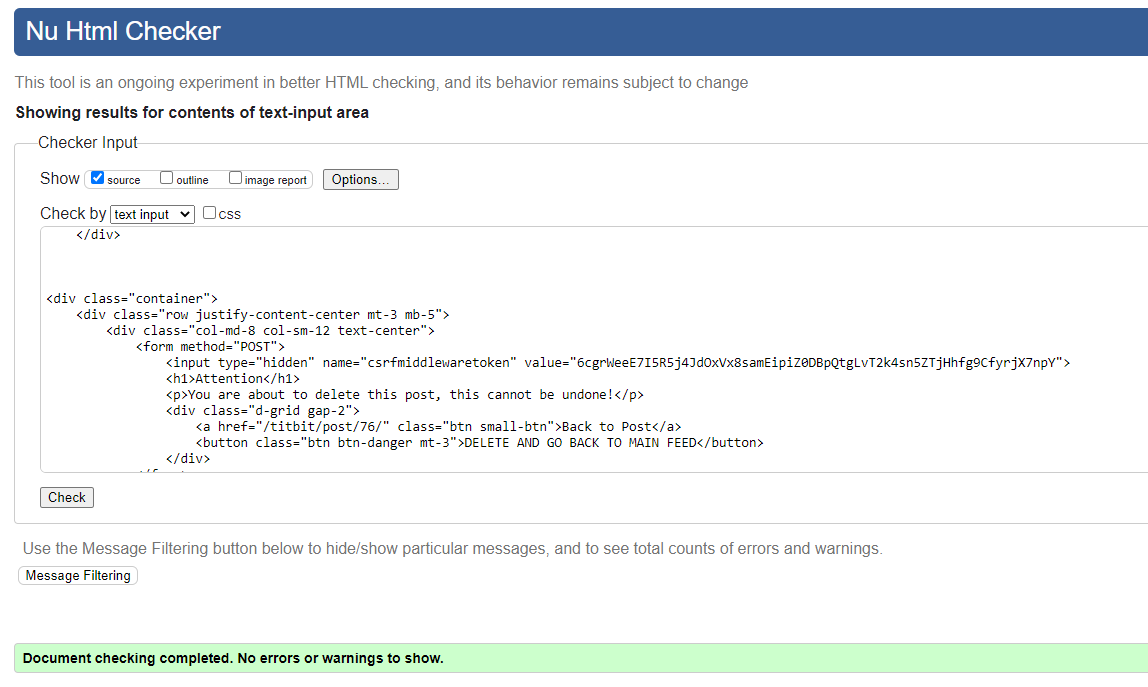 Nu Html Checker
This tool is an ongoing experiment in better HTML checking, and its behavior remains subject to change
Showing results for contents of text-input area
Checker Input
Show source outline image report Options...
Check by text input css
</div>
<div class="container">
<div class="row justify-content-center mt-3 mb-5">
<div class="col-md-8 col-sm-12 text-center">
<form method="POST">
<input type="hidden" name="csrfmiddlewaretoken" value="6cgrWeeE7I5R5j4JdOxVx8samEipiZ0DBpQtgLvT2k4sn5ZTjHhfg9CfyrjX7npY">
<h1>Attention</h1>
<p>You are about to delete this post, this cannot be undone!</p>
<div class="d-grid gap-2">
<a href="/titbit/post/76/" class="btn small-btn">Back to Post</a>
<button class="btn btn-danger mt-3">DELETE AND GO BACK TO MAIN FEED</button>
</div>
Check
Use the Message Filtering button below to hide/show particular messages, and to see total counts of errors and warnings.
Message Filtering
Document checking completed. No errors or warnings to show.